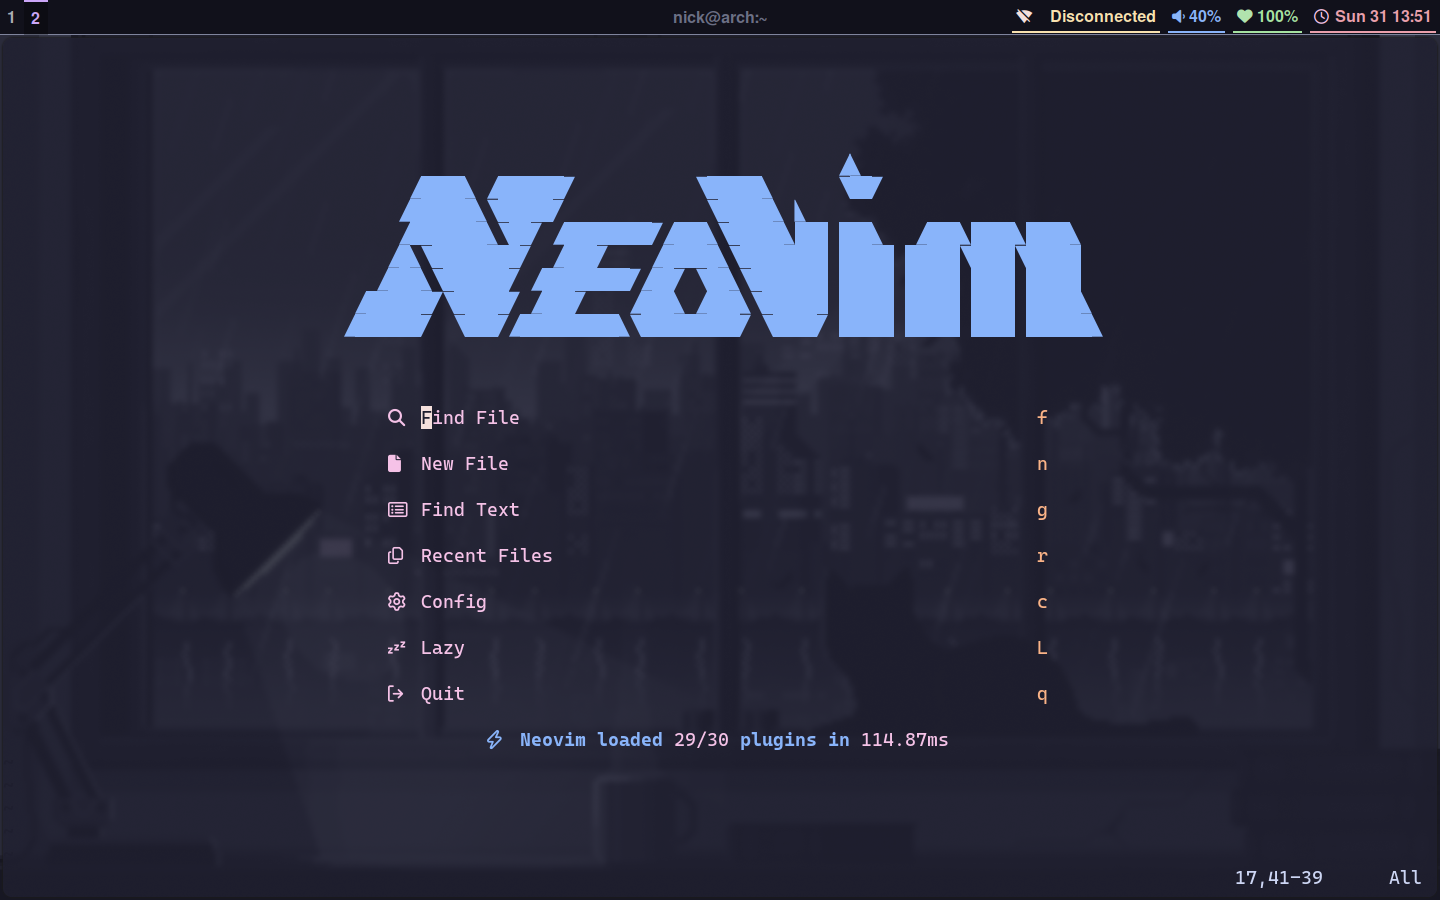 1 2 nick@arch:~ Disconnected 40% 100% Sun 31 13:51
Neovim
Find File f
New File n
Find Text g
Recent Files r
Config c
Lazy L
Quit q
Neovim loaded 29/30 plugins in 114.87ms
17,41-39 All